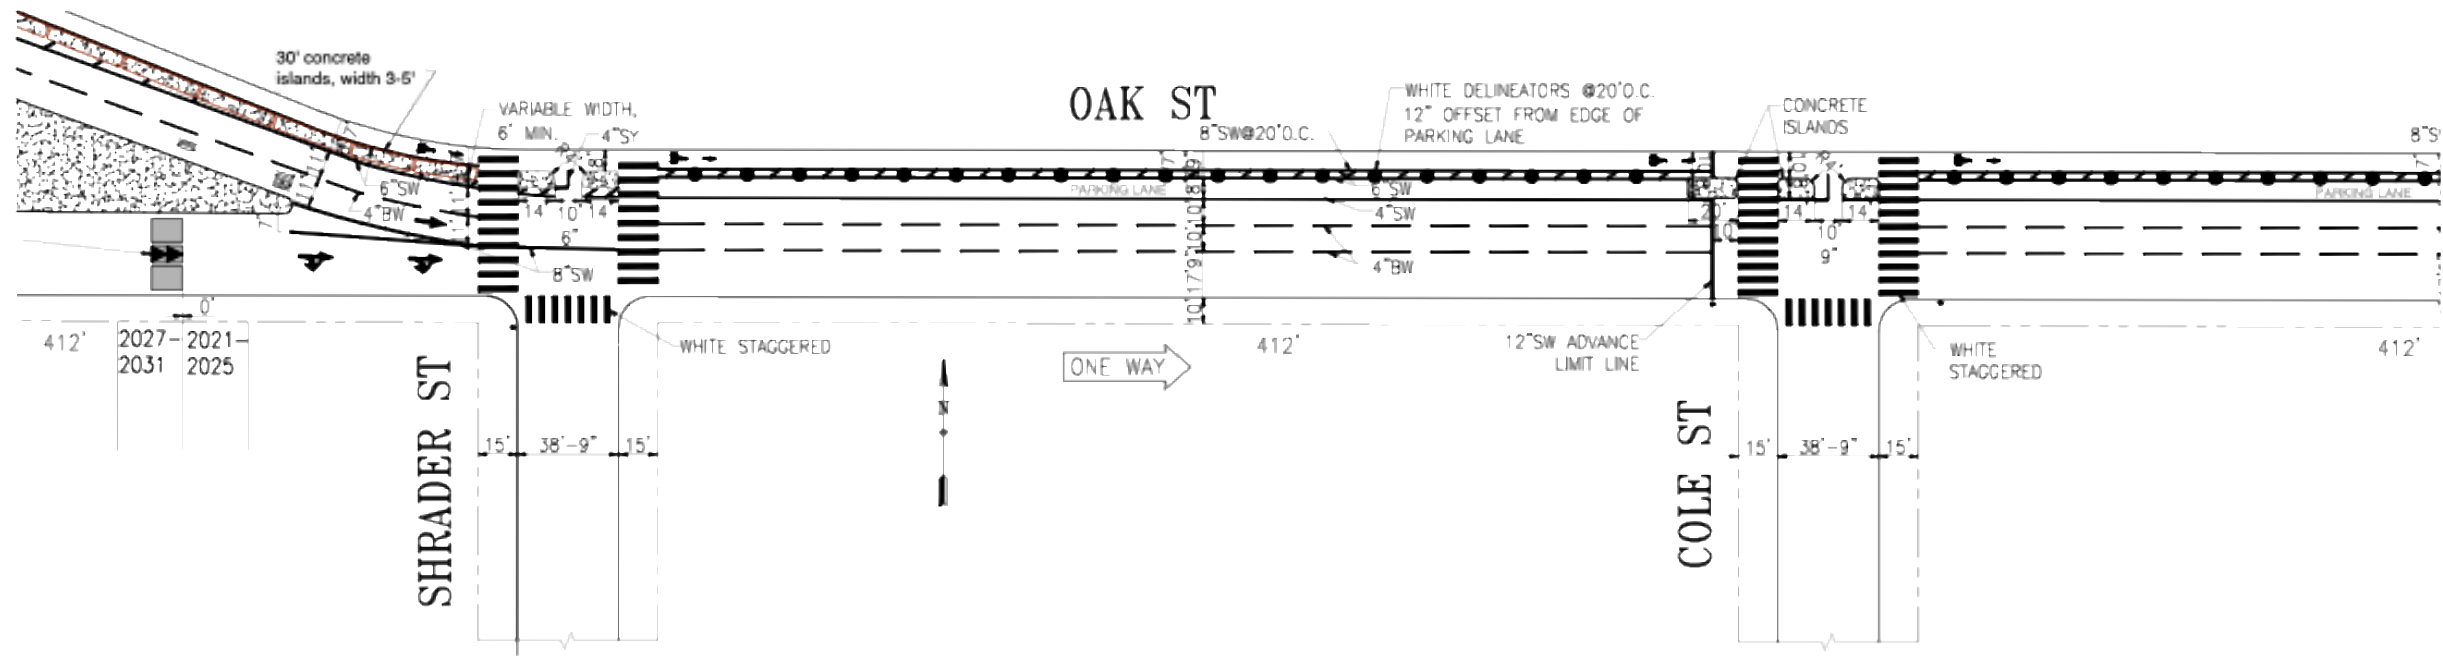 30' concrete
islands, width 3-5'
VARIABLE WIDTH,
6' MIN.
4"SY
OAK ST
8"SW@20'O.C.
WHITE DELINEATORS @20'O.C.
12" OFFSET FROM EDGE OF
PARKING LANE
CONCRETE
ISLANDS
PARKING LANE
6"SW
4"SW
4"BW
6"SW
4"BW
8"SW
14' 10' 14'
6"
20'
10'
14' 14'
10'
9"
PARKING LANE
7'
0'
412'
2027-
2031
2021-
2025
WHITE STAGGERED
ONE WAY
412'
12"SW ADVANCE
LIMIT LINE
WHITE
STAGGERED
412'
N
SHRADER ST
15' 38'-9" 15'
COLE ST
15' 38'-9" 15'